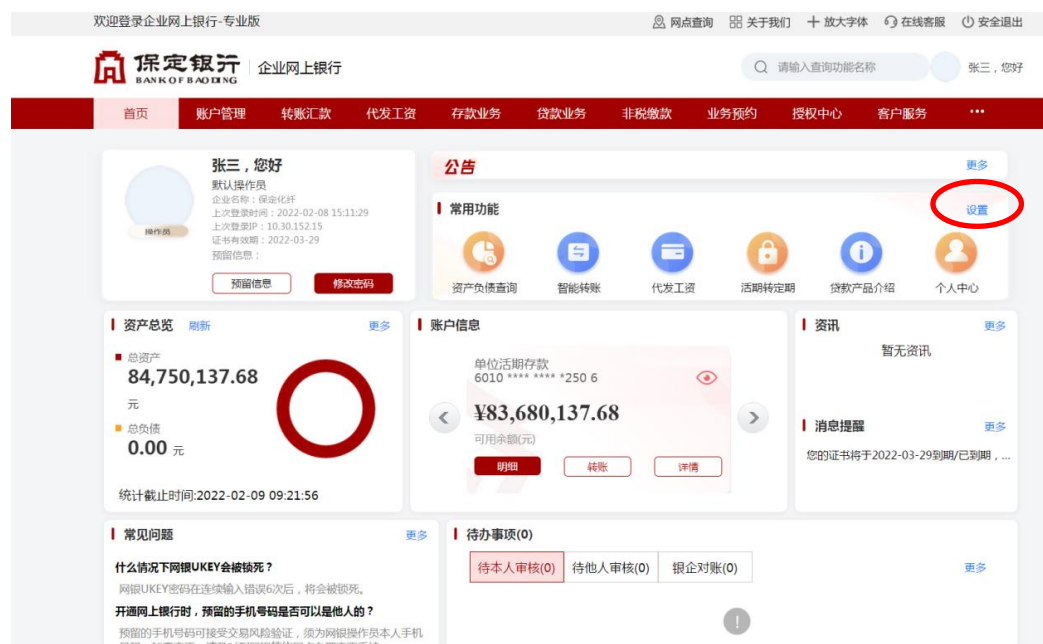 欢迎登录企业网上银行-专业版
网点查询 关于我们 放大字体 在线客服 安全退出
保定银行
BANK OF BAODING
企业网上银行
请输入查询功能名称
张三，您好
首页 账户管理 转账汇款 代发工资 存款业务 贷款业务 非税缴款 业务预约 授权中心 客户服务 •••
张三，您好
默认操作员
企业名称：保定化纤
上次登录时间：2022-02-08 15:11:29
上次登录IP：10.30.152.15
证书有效期：2022-03-29
预留信息：
操作员
预留信息 修改密码
公告 更多
常用功能 设置
资产负债查询 智能转账 代发工资 活期转定期 贷款产品介绍 个人中心
资产总览 刷新 更多
总资产
84,750,137.68
元
总负债
0.00 元
统计截止时间:2022-02-09 09:21:56
账户信息
单位活期存款
6010 **** **** *250 6
¥83,680,137.68
可用余额(元)
明细 转账 详情
资讯 更多
暂无资讯
消息提醒 更多
您的证书将于2022-03-29到期/已到期，...
常见问题 更多
什么情况下网银UKEY会被锁死？
网银UKEY密码在连续输入错误6次后，将会被锁死。
开通网上银行时，预留的手机号码是否可以是他人的？
预留的手机号码可接受交易风险验证，须为网银操作员本人手机
待办事项(0)
待本人审核(0) 待他人审核(0) 银企对账(0) 更多